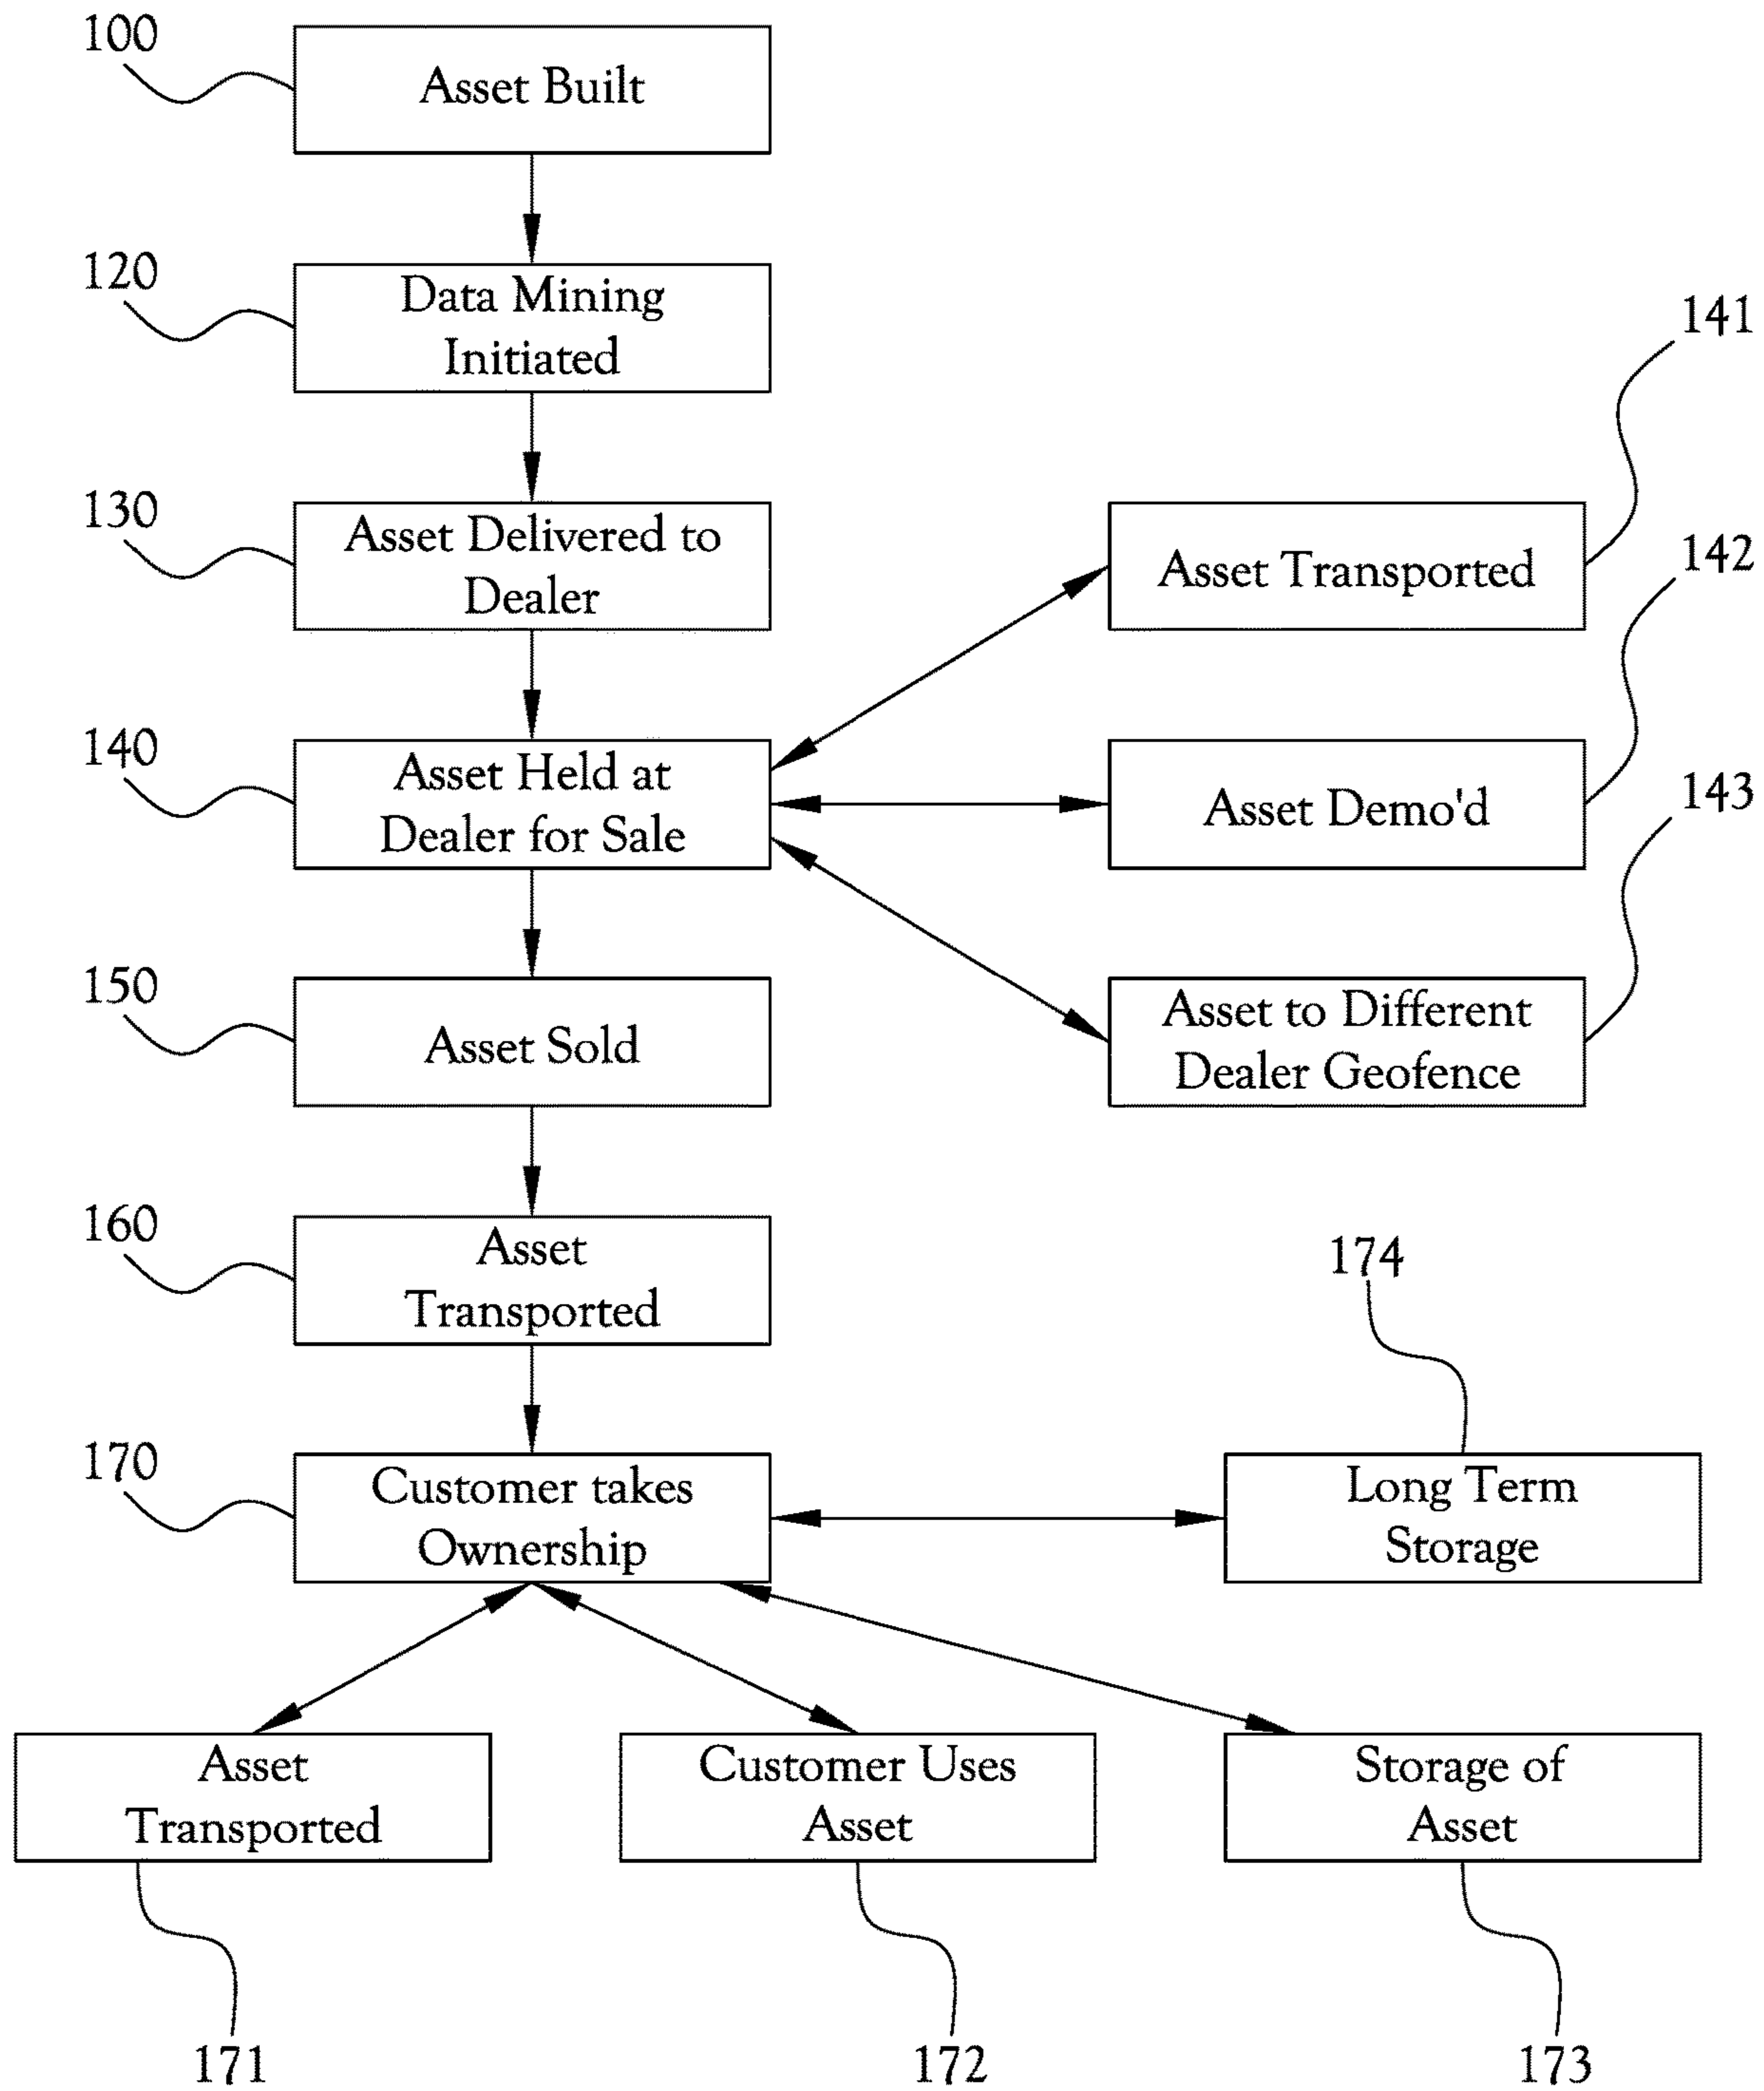 100
Asset Built
120
Data Mining
Initiated
141
130
Asset Delivered to
Dealer
Asset Transported
142
140
Asset Held at
Dealer for Sale
Asset Demo'd
143
150
Asset Sold
Asset to Different
Dealer Geofence
160
Asset
Transported
174
170
Customer takes
Ownership
Long Term
Storage
Asset
Transported
Customer Uses
Asset
Storage of
Asset
171
172
173